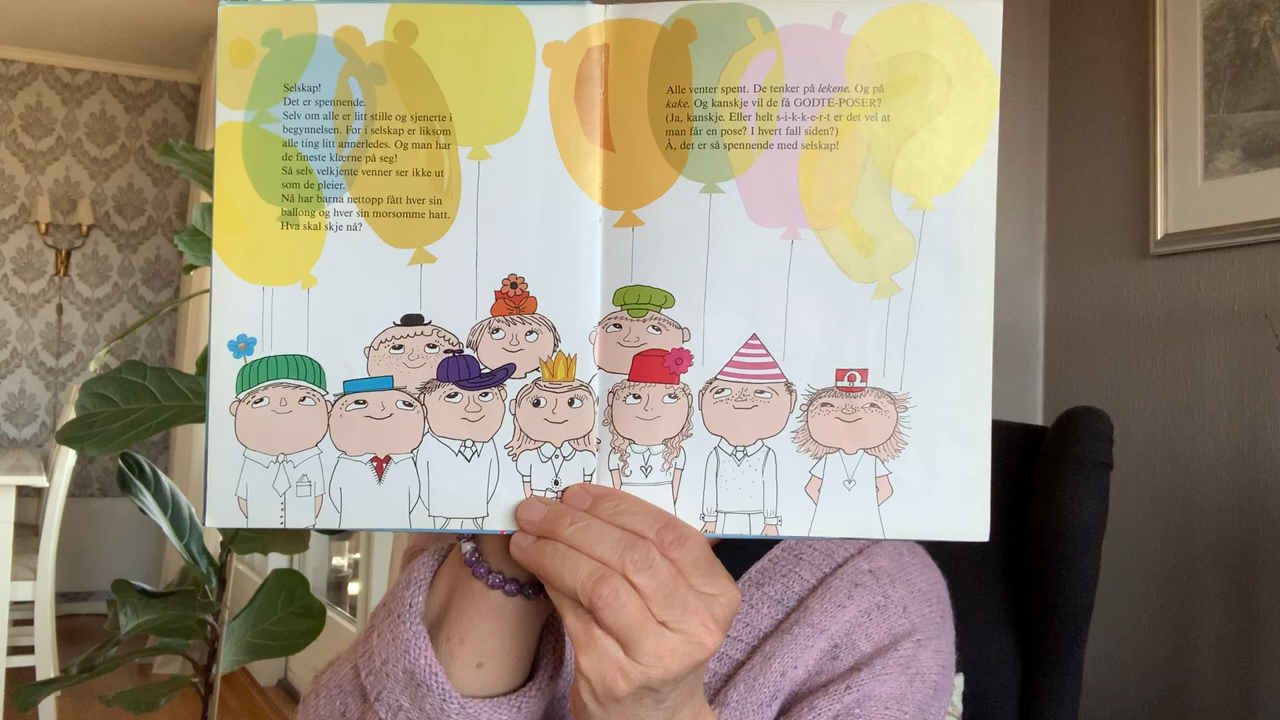 Selskap!
Det er spennende.
Selv om alle er litt stille og sjenerte i
begynnelsen. For i selskap er liksom
alle ting litt annerledes. Og man har
de fineste klærne på seg!
Så selv velkjente venner ser ikke ut
som de pleier.
Nå har barna nettopp fått hver sin
ballong og hver sin morsomme hatt.
Hva skal skje nå?
Alle venter spent. De tenker på lekene. Og på
kake. Og kanskje vil de få GODTE-POSER?
(Ja, kanskje. Eller helt s-i-k-k-e-r-t er det vel at
man får en pose? I hvert fall siden?)
Å, det er så spennende med selskap!